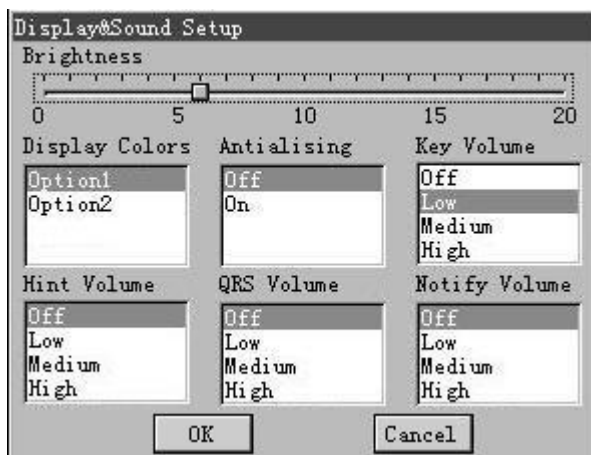 Display&Sound Setup
Brightness
0 5 10 15 20
Display Colors Antialising Key Volume
Option1 Off Off
Option2 On Low
Medium
High
Hint Volume QRS Volume Notify Volume
Off Off Off
Low Low Low
Medium Medium Medium
High High High
OK Cancel